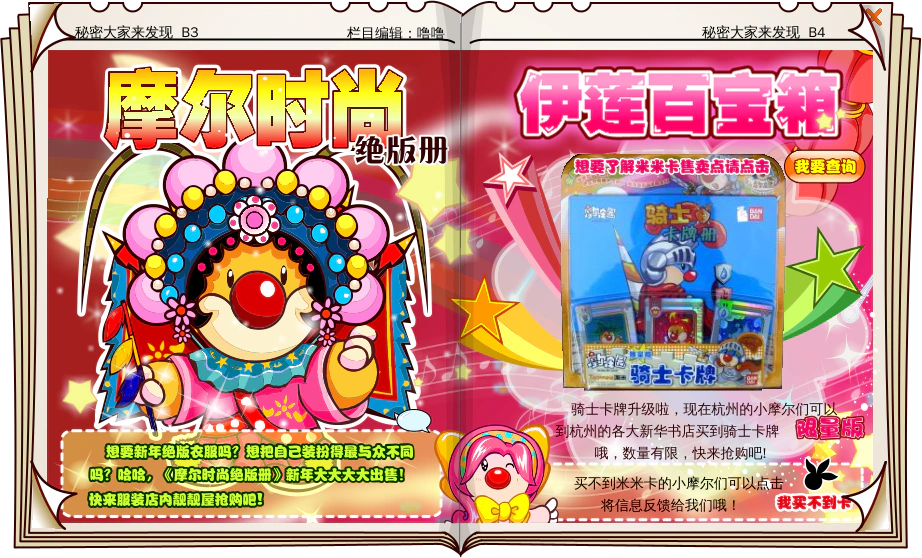 秘密大家来发现 B3
栏目编辑：噜噜
摩尔时尚
绝版册
想要新年绝版衣服吗？想把自己装扮得最与众不同
吗？哈哈，《摩尔时尚绝版册》新年大大大大出售！
快来服装店内靓靓屋抢购吧！
秘密大家来发现 B4
伊莲百宝箱
想要了解米米卡售卖点请点击
我要查询
骑士
卡牌册
BAN
DAI
骑士卡牌
骑士卡牌升级啦，现在杭州的小摩尔们可以
到杭州的各大新华书店买到骑士卡牌
哦，数量有限，快来抢购吧!
限量版
买不到米米卡的小摩尔们可以点击
将信息反馈给我们哦！
我买不到卡